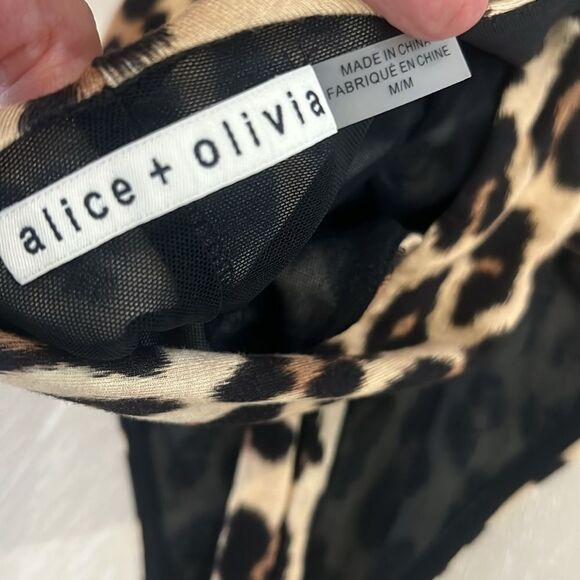 alice + olivia
MADE IN CHINA
FABRIQUÉ EN CHINE
M/M